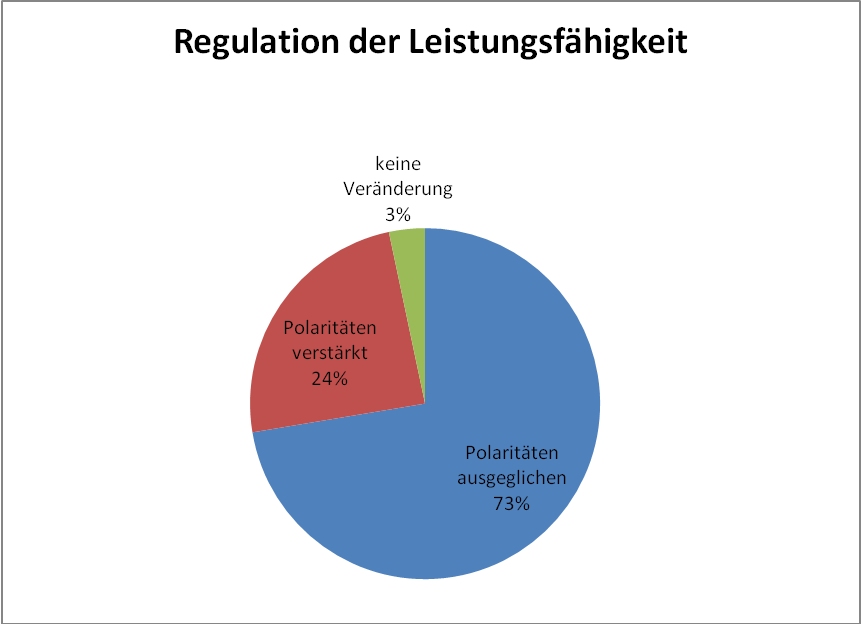 Regulation der Leistungsfähigkeit
keine
Veränderung
3%
Polaritäten
verstärkt
24%
Polaritäten
ausgeglichen
73%